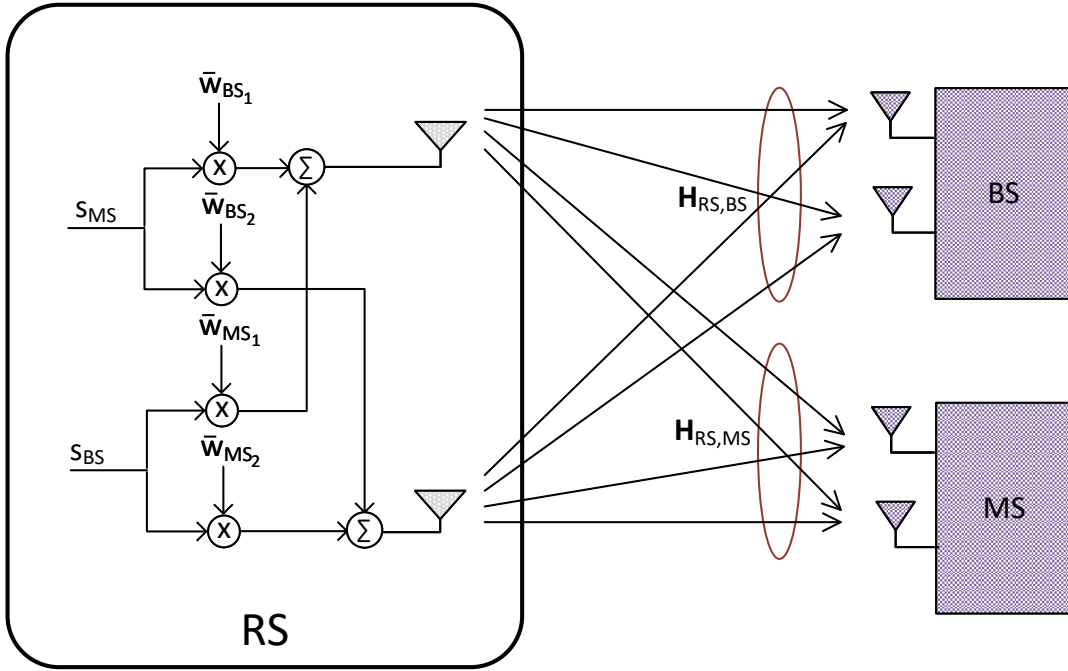 w̄BS₁
sMS
w̄BS₂
w̄MS₁
sBS
w̄MS₂
RS
HRS,BS
HRS,MS
BS
MS
X
X
X
X
Σ
Σ